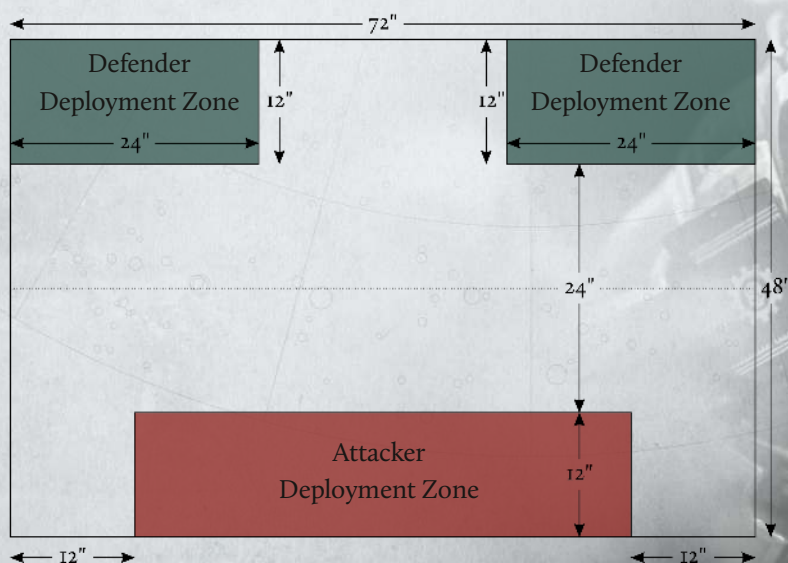 72"
Defender
Deployment Zone
12"
24"
12"
Defender
Deployment Zone
24"
24"
48"
Attacker
Deployment Zone
12"
12"
12"